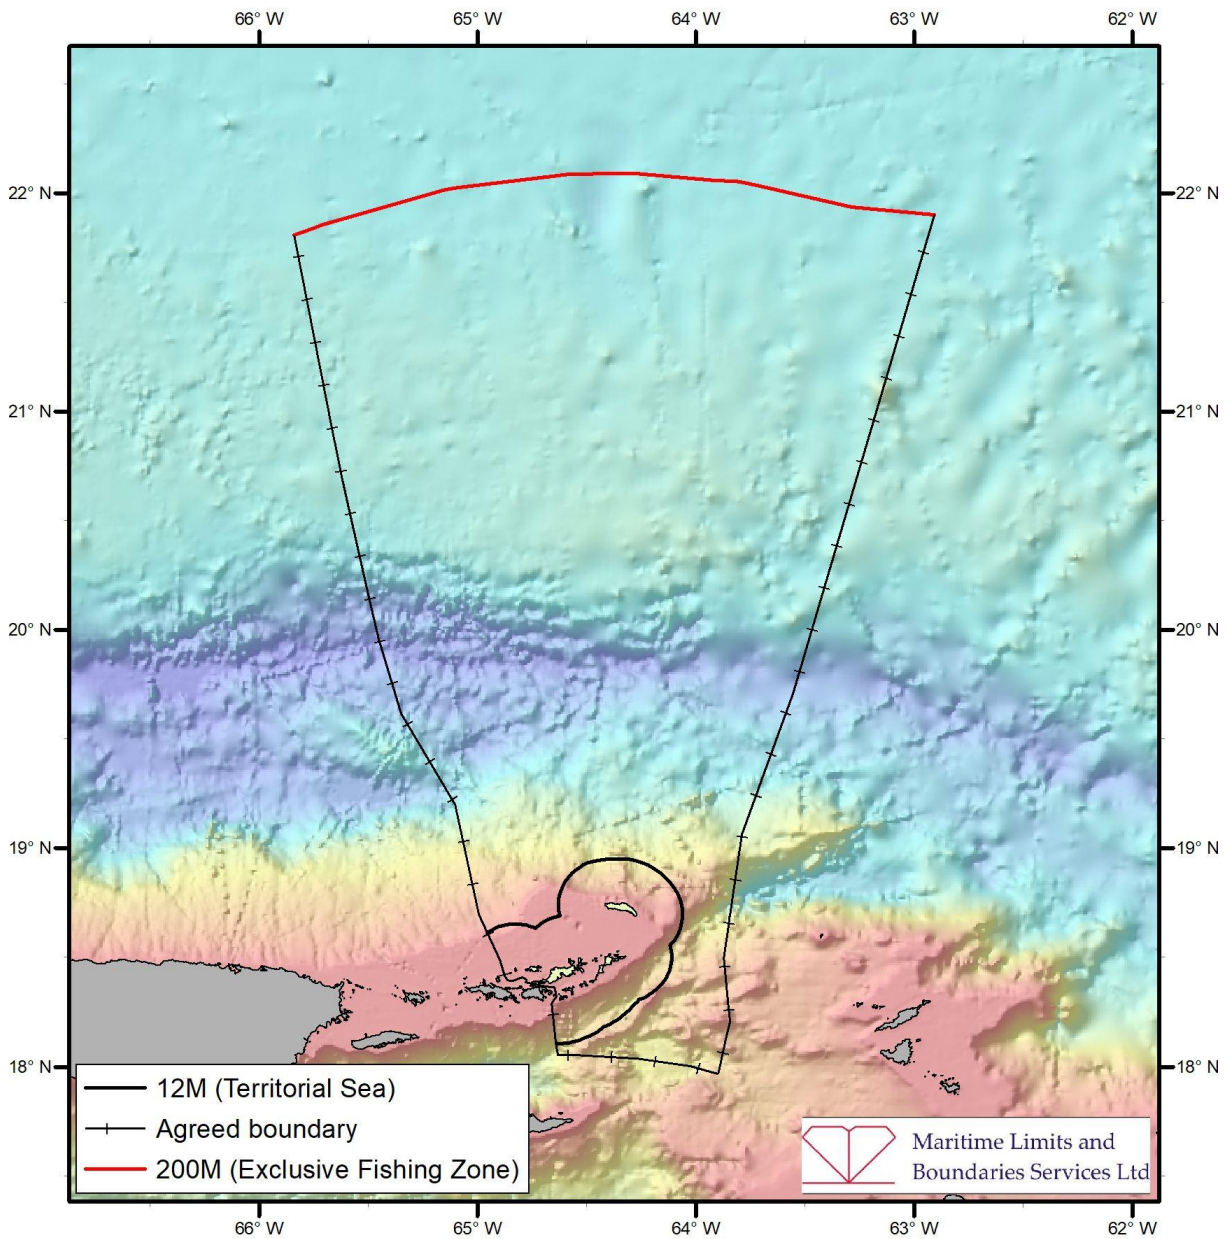 66° W 65° W 64° W 63° W 62° W
22° N 22° N
21° N 21° N
20° N 20° N
19° N 19° N
18° N 18° N
12M (Territorial Sea)
Agreed boundary
200M (Exclusive Fishing Zone)
Maritime Limits and
Boundaries Services Ltd
66° W 65° W 64° W 63° W 62° W